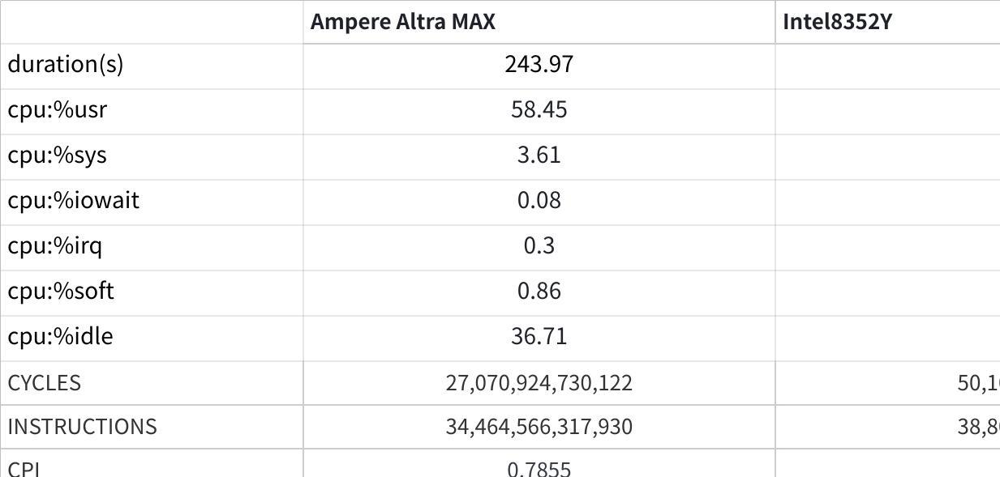 Ampere Altra MAX Intel8352Y
duration(s) 243.97
cpu:%usr 58.45
cpu:%sys 3.61
cpu:%iowait 0.08
cpu:%irq 0.3
cpu:%soft 0.86
cpu:%idle 36.71
CYCLES 27,070,924,730,122 50,1
INSTRUCTIONS 34,464,566,317,930 38,8
CPI 0.7855